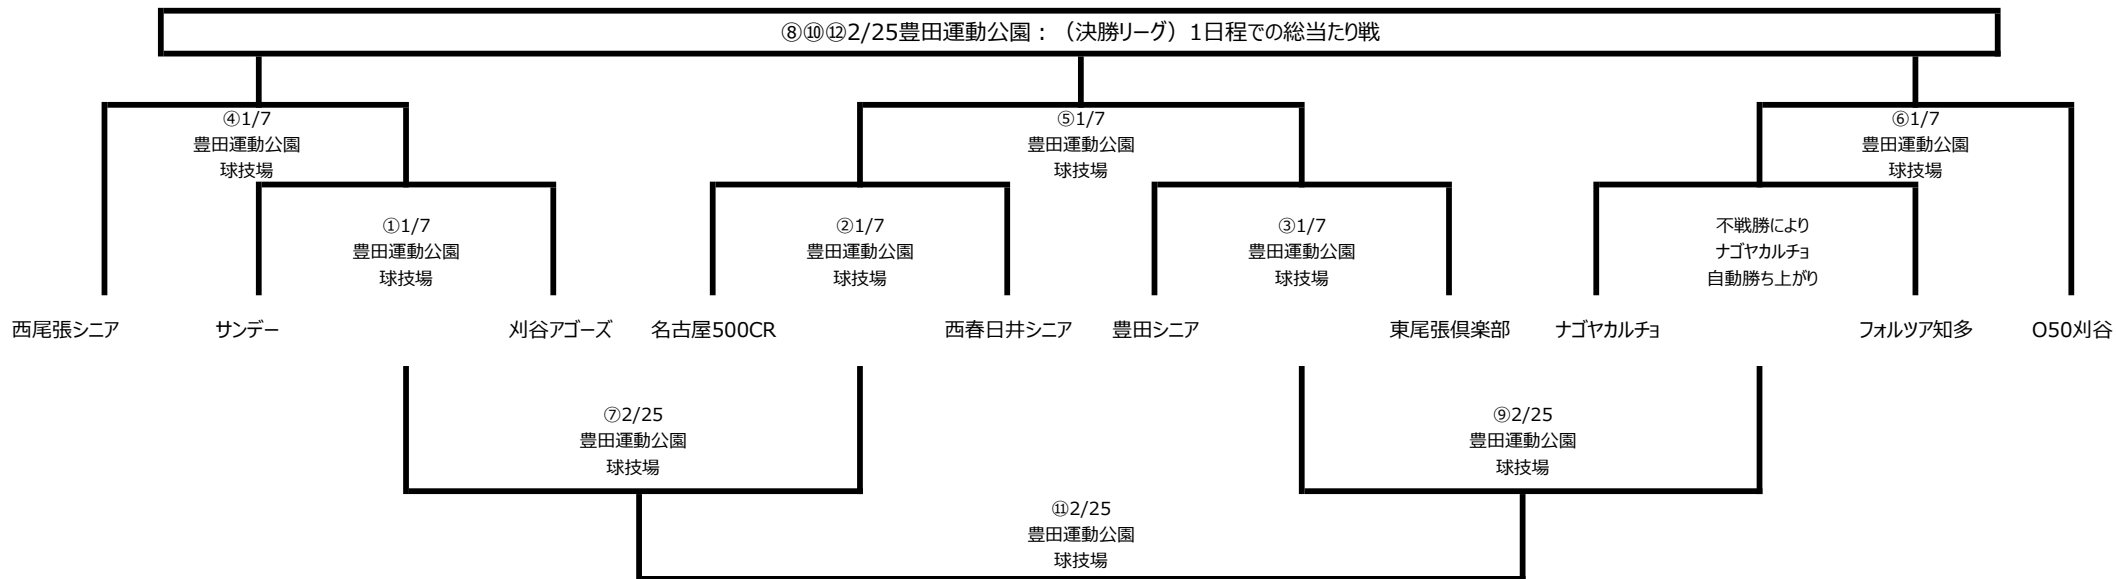 ⑧⑩⑫2/25豊田運動公園：（決勝リーグ）1日程での総当たり戦
④1/7
豊田運動公園
球技場
⑤1/7
豊田運動公園
球技場
⑥1/7
豊田運動公園
球技場
①1/7
豊田運動公園
球技場
②1/7
豊田運動公園
球技場
③1/7
豊田運動公園
球技場
不戦勝により
ナゴヤカルチョ
自動勝ち上がり
西尾張シニア
サンデー
刈谷アゴーズ
名古屋500CR
西春日井シニア
豊田シニア
東尾張倶楽部
ナゴヤカルチョ
フォルツア知多
O50刈谷
⑦2/25
豊田運動公園
球技場
⑨2/25
豊田運動公園
球技場
⑪2/25
豊田運動公園
球技場